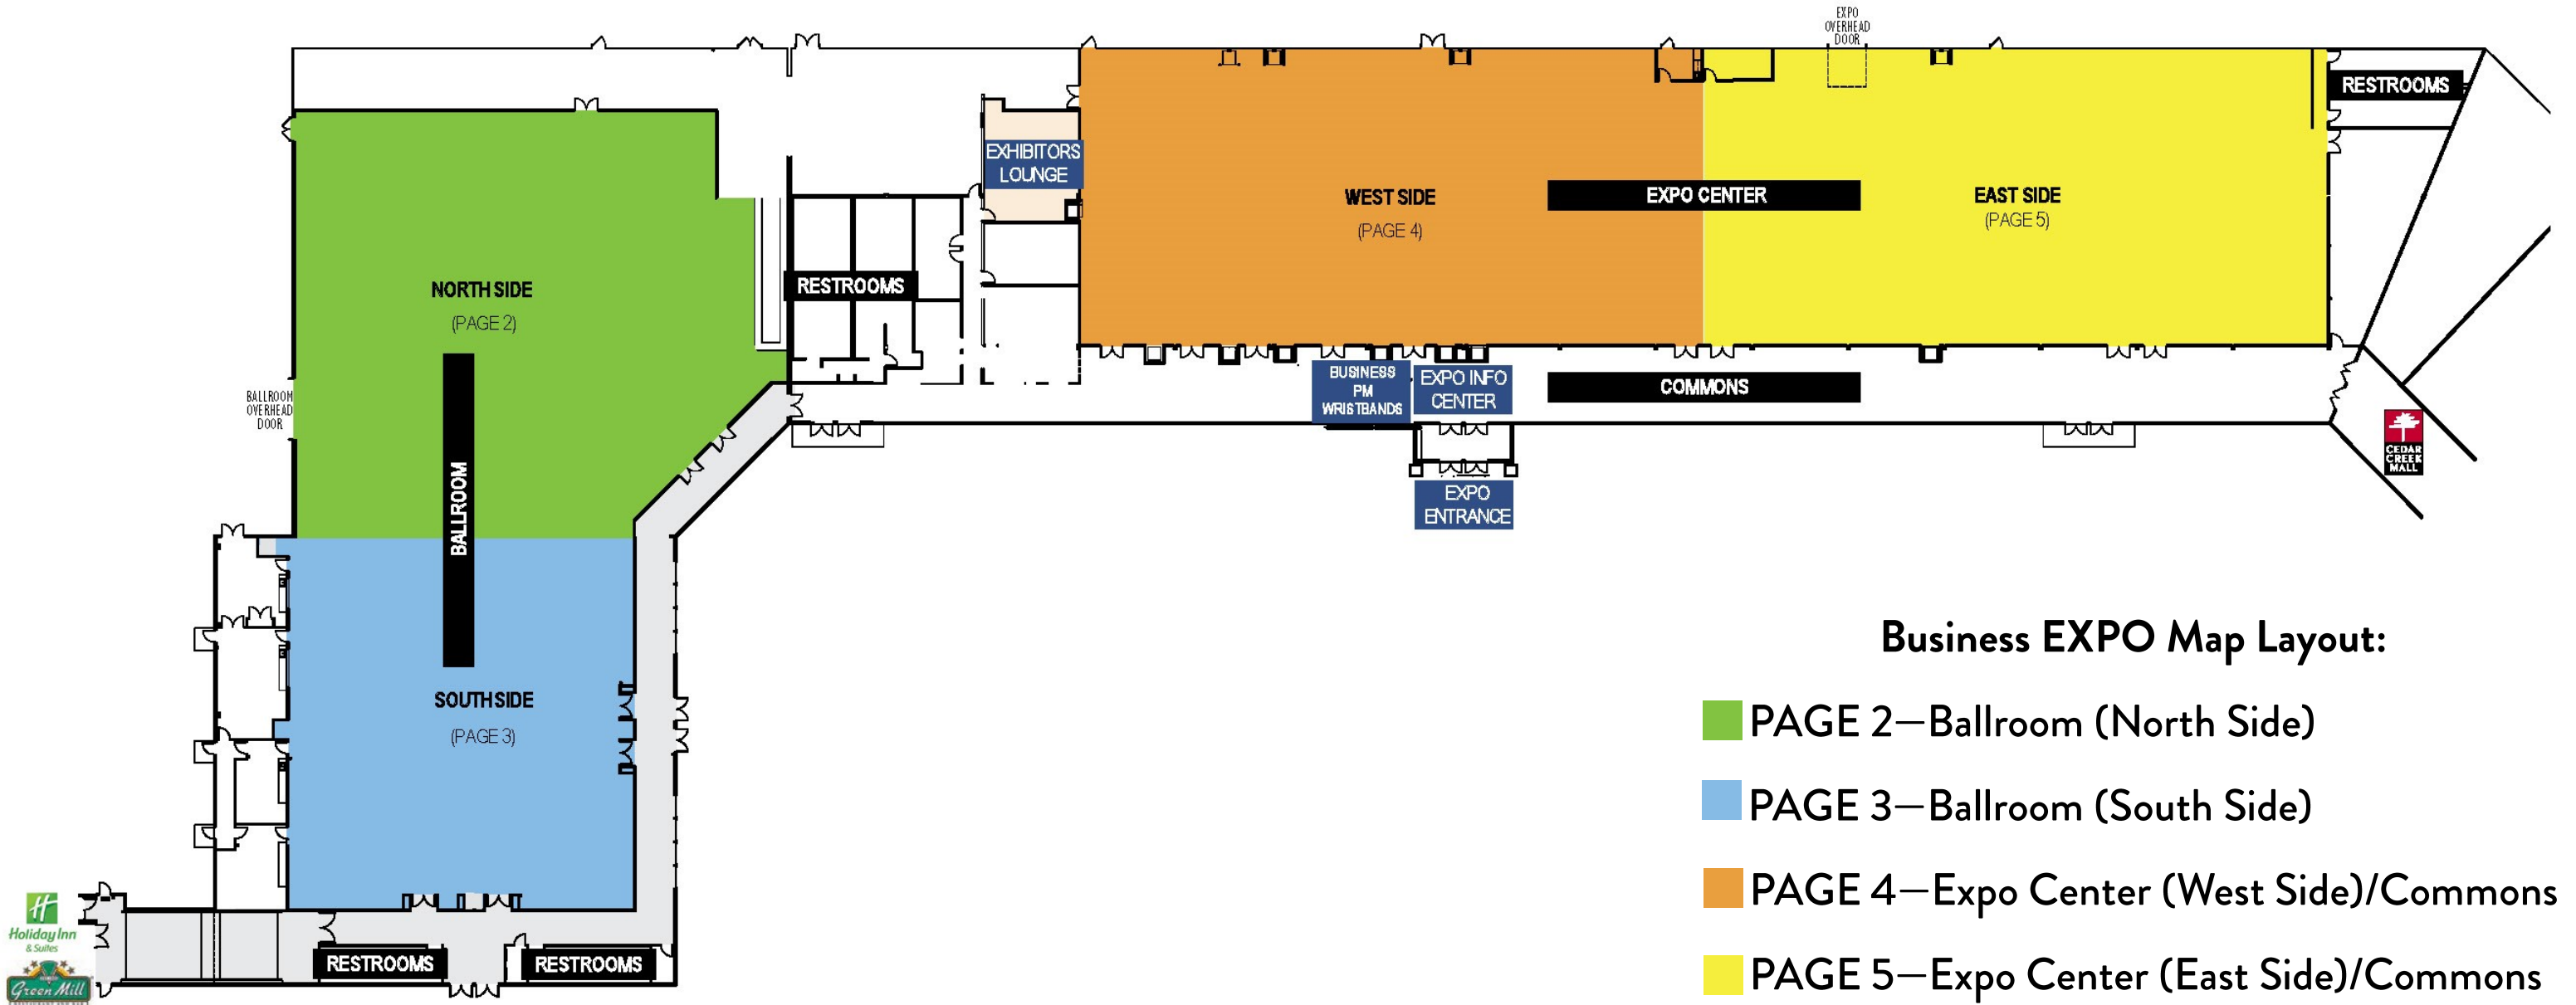 EXPO
OVERHEAD
DOOR
RESTROOMS
EXHIBITORS
LOUNGE
WEST SIDE
(PAGE 4)
EXPO CENTER
EAST SIDE
(PAGE 5)
NORTH SIDE
(PAGE 2)
RESTROOMS
BALLROOM
OVERHEAD
DOOR
BUSINESS
PM
WRISTBANDS
EXPO INFO
CENTER
COMMONS
CEDAR
CREEK
MALL
BALLROOM
EXPO
ENTRANCE
SOUTH SIDE
(PAGE 3)
Business EXPO Map Layout:
PAGE 2—Ballroom (North Side)
PAGE 3—Ballroom (South Side)
PAGE 4—Expo Center (West Side)/Commons
PAGE 5—Expo Center (East Side)/Commons
H
Holiday Inn
& Suites
Green Mill
RESTROOMS
RESTROOMS